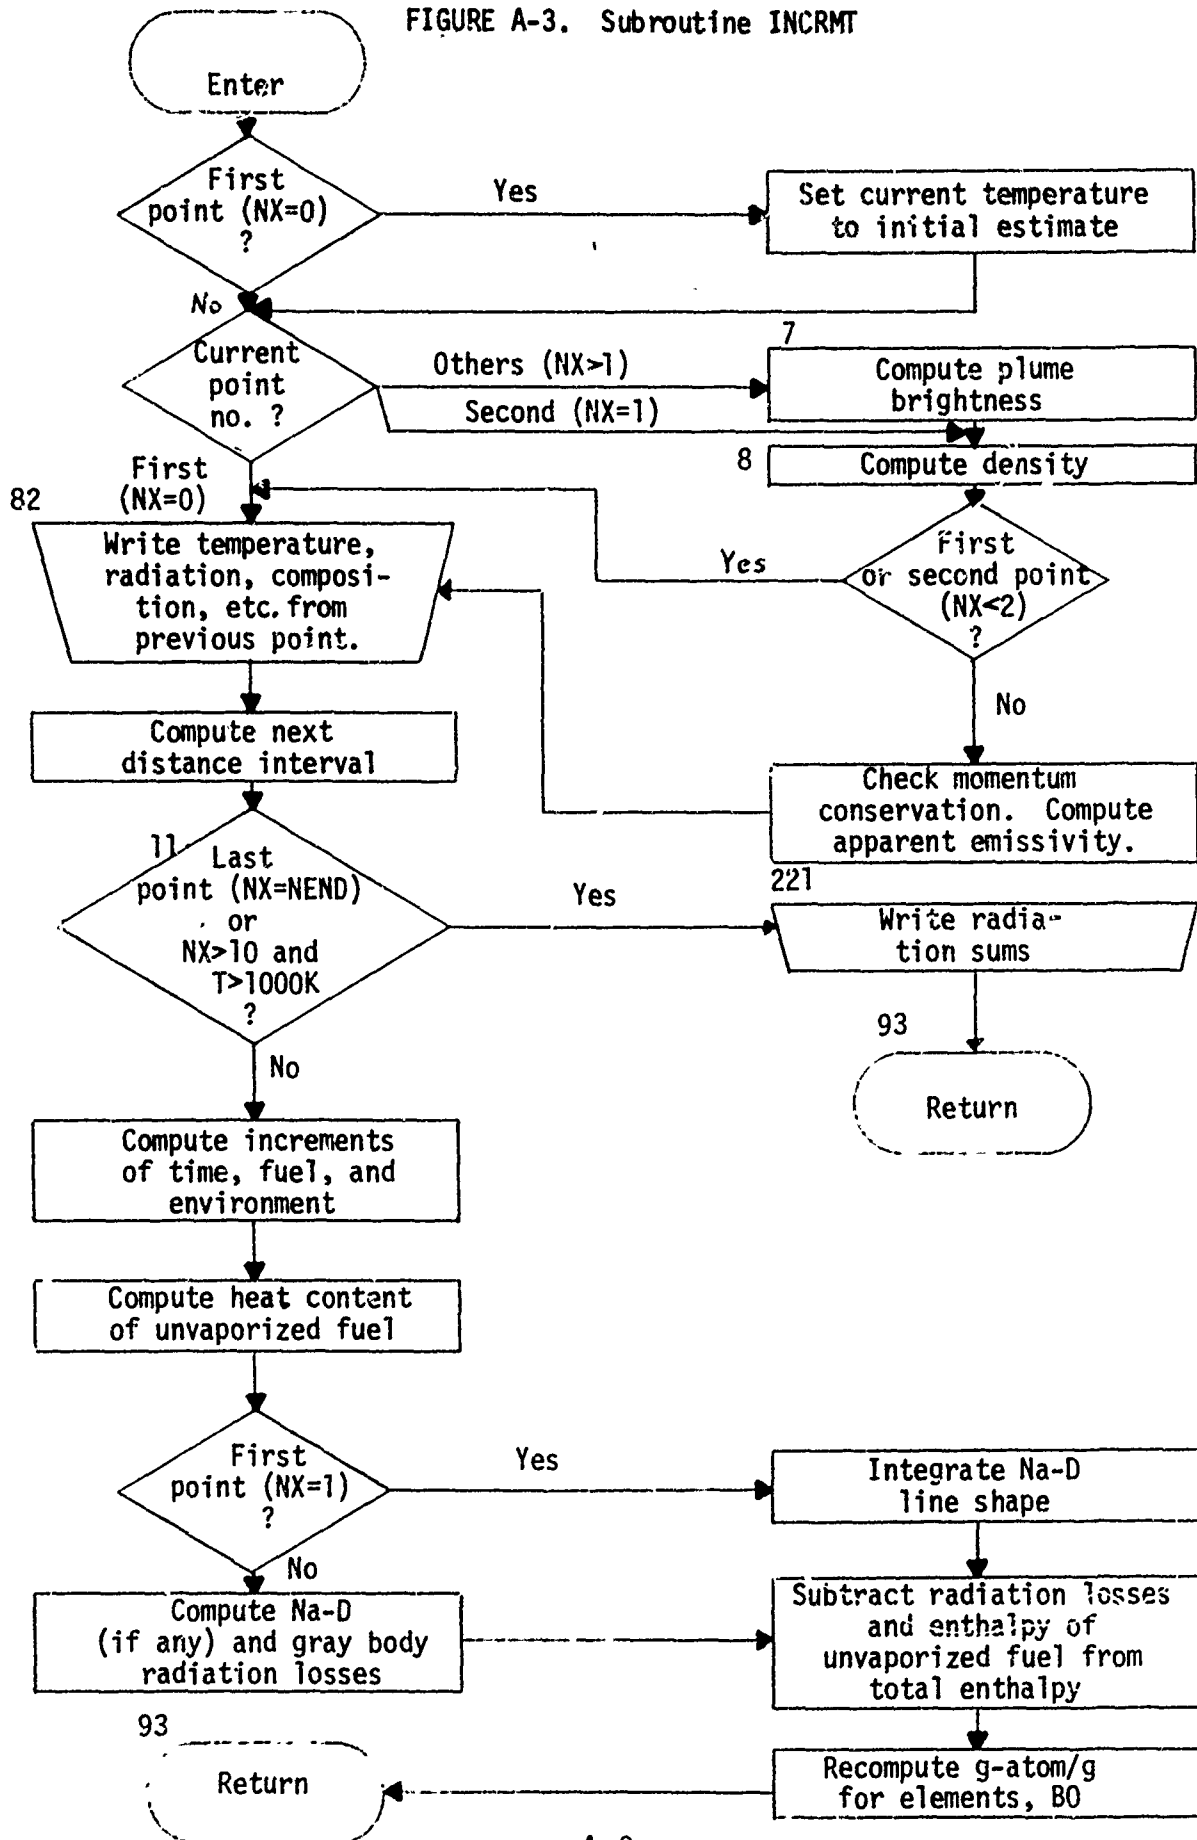 FIGURE A-3. Subroutine INCRMT
Enter
First
point (NX=0)
?
Yes
Set current temperature
to initial estimate
No
Current
point
no. ?
Others (NX>1)
Second (NX=1)
7
Compute plume
brightness
8
Compute density
First
(NX=0)
82
Write temperature,
radiation, composi-
tion, etc. from
previous point.
Yes
First
or second point
(NX<2)
?
No
Compute next
distance interval
Check momentum
conservation. Compute
apparent emissivity.
11
Last
point (NX=NEND)
or
NX>10 and
T>1000K
?
Yes
221
Write radia-
tion sums
93
Return
No
Compute increments
of time, fuel, and
environment
Compute heat content
of unvaporized fuel
First
point (NX=1)
?
Yes
Integrate Na-D
line shape
No
Compute Na-D
(if any) and gray body
radiation losses
Subtract radiation losses
and enthalpy of
unvaporized fuel from
total enthalpy
93
Return
Recompute g-atom/g
for elements, BO